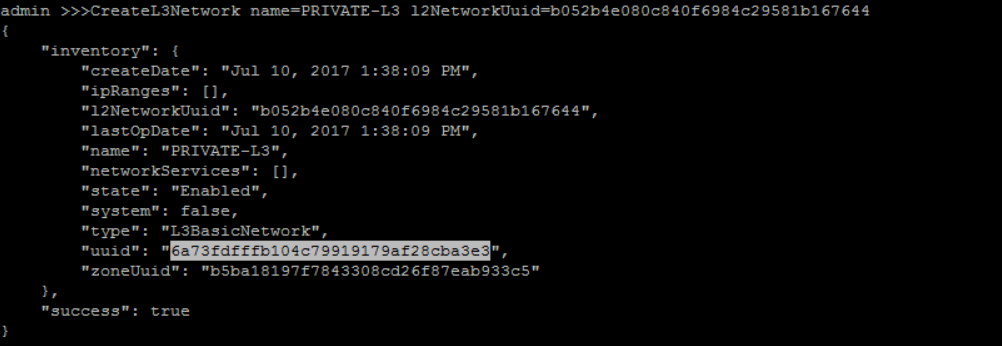 admin >>>CreateL3Network name=PRIVATE-L3 l2NetworkUuid=b052b4e080c840f6984c29581b167644
{
    "inventory": {
        "createDate": "Jul 10, 2017 1:38:09 PM",
        "ipRanges": [],
        "l2NetworkUuid": "b052b4e080c840f6984c29581b167644",
        "lastOpDate": "Jul 10, 2017 1:38:09 PM",
        "name": "PRIVATE-L3",
        "networkServices": [],
        "state": "Enabled",
        "system": false,
        "type": "L3BasicNetwork",
        "uuid": "6a73fdfffb104c79919179af28cba3e3",
        "zoneUuid": "b5ba18197f7843308cd26f87eab933c5"
    },
    "success": true
}